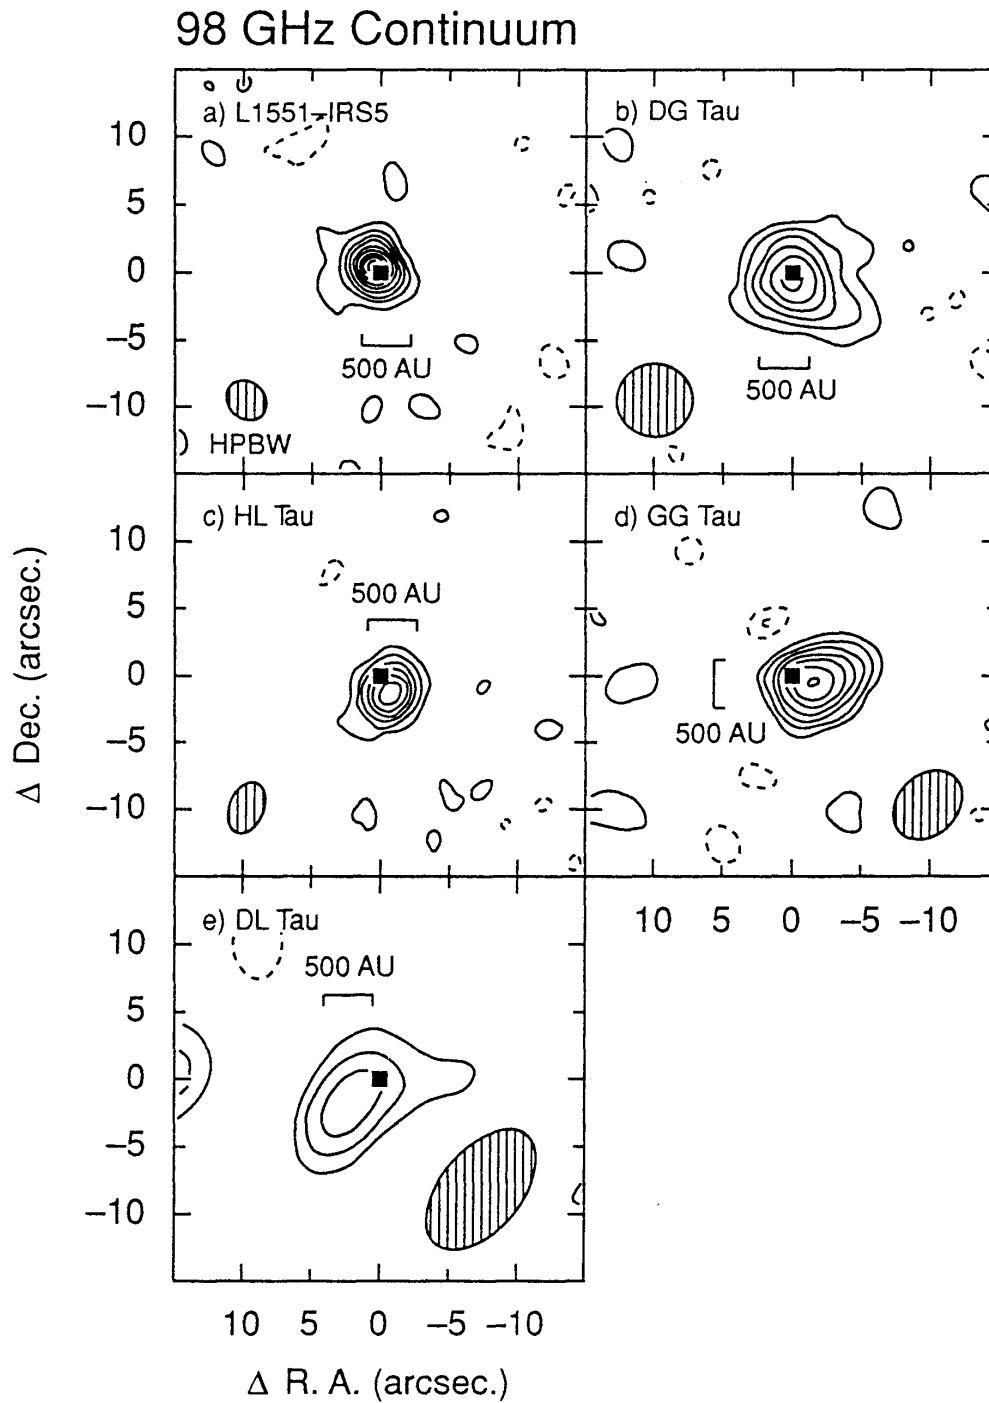 98 GHz Continuum
a) L1551-IRS5
b) DG Tau
10
5
0
−5
−10
500 AU
500 AU
HPBW
c) HL Tau
d) GG Tau
10
5
0
−5
−10
500 AU
500 AU
10 5 0 −5 −10
e) DL Tau
10
5
0
−5
−10
500 AU
10 5 0 −5 −10
Δ R. A. (arcsec.)
Δ Dec. (arcsec.)